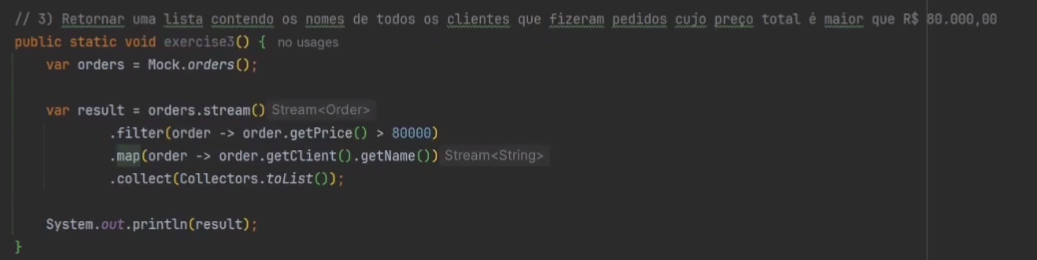 // 3) Retornar uma lista contendo os nomes de todos os clientes que fizeram pedidos cujo preço total é maior que R$ 80.000,00
public static void exercise3() { no usages
var orders = Mock.orders();
var result = orders.stream() Stream<Order>
.filter(order -> order.getPrice() > 80000)
.map(order -> order.getClient().getName()) Stream<String>
.collect(Collectors.toList());
System.out.println(result);
}